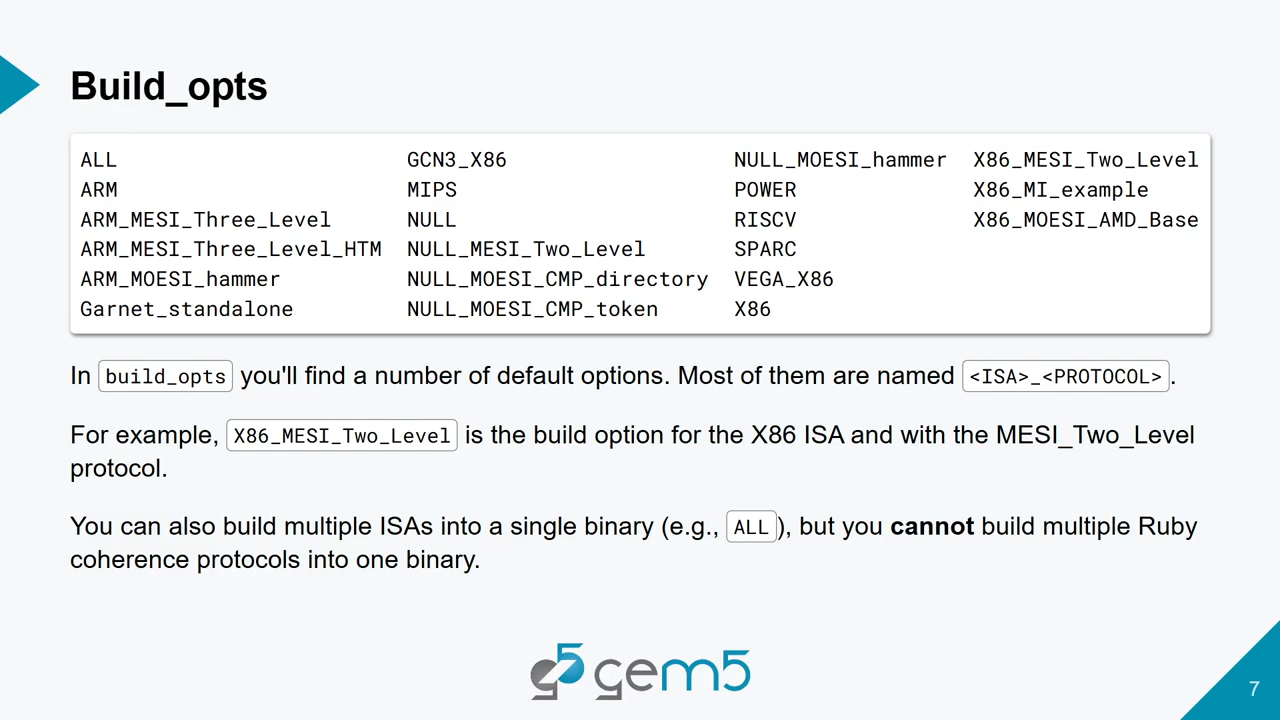 Build_opts
ALL GCN3_X86 NULL_MOESI_hammer X86_MESI_Two_Level
ARM MIPS POWER X86_MI_example
ARM_MESI_Three_Level NULL RISCV X86_MOESI_AMD_Base
ARM_MESI_Three_Level_HTM NULL_MESI_Two_Level SPARC
ARM_MOESI_hammer NULL_MOESI_CMP_directory VEGA_X86
Garnet_standalone NULL_MOESI_CMP_token X86
In build_opts you'll find a number of default options. Most of them are named <ISA>_<PROTOCOL>.
For example, X86_MESI_Two_Level is the build option for the X86 ISA and with the MESI_Two_Level
protocol.
You can also build multiple ISAs into a single binary (e.g., ALL), but you cannot build multiple Ruby
coherence protocols into one binary.
g5 gem5
7